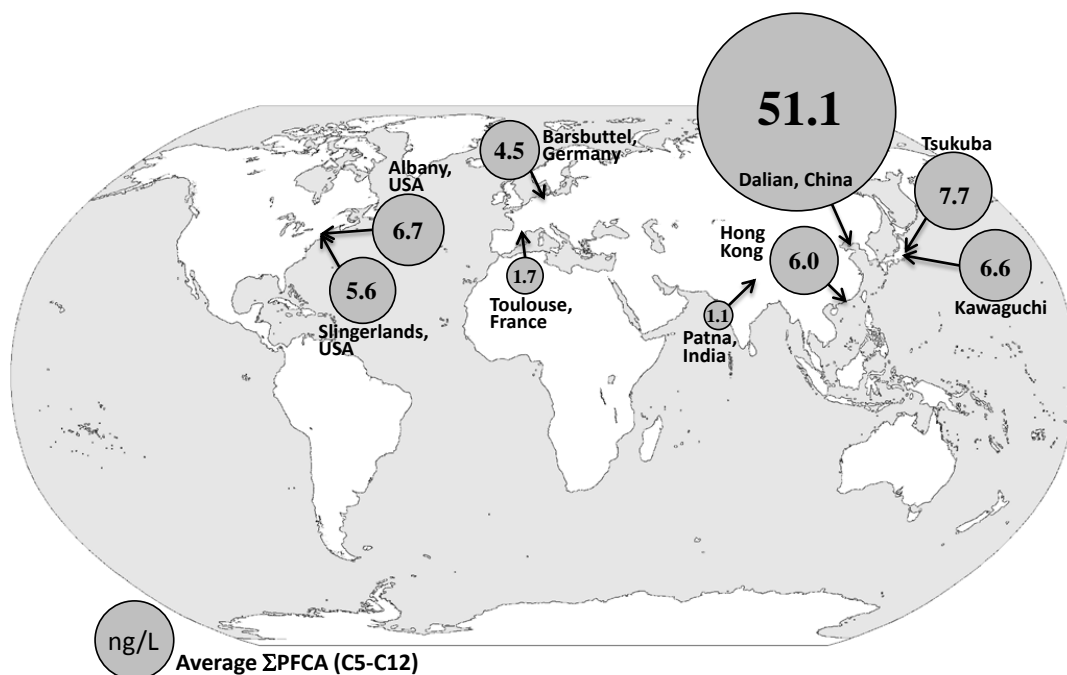 51.1
Dalian, China
Tsukuba
7.7
4.5
Barsbuttel,
Germany
Albany,
USA
6.7
Hong
Kong
6.0
6.6
Kawaguchi
5.6
Slingerlands,
USA
1.7
Toulouse,
France
1.1
Patna,
India
ng/L
Average ΣPFCA (C5-C12)